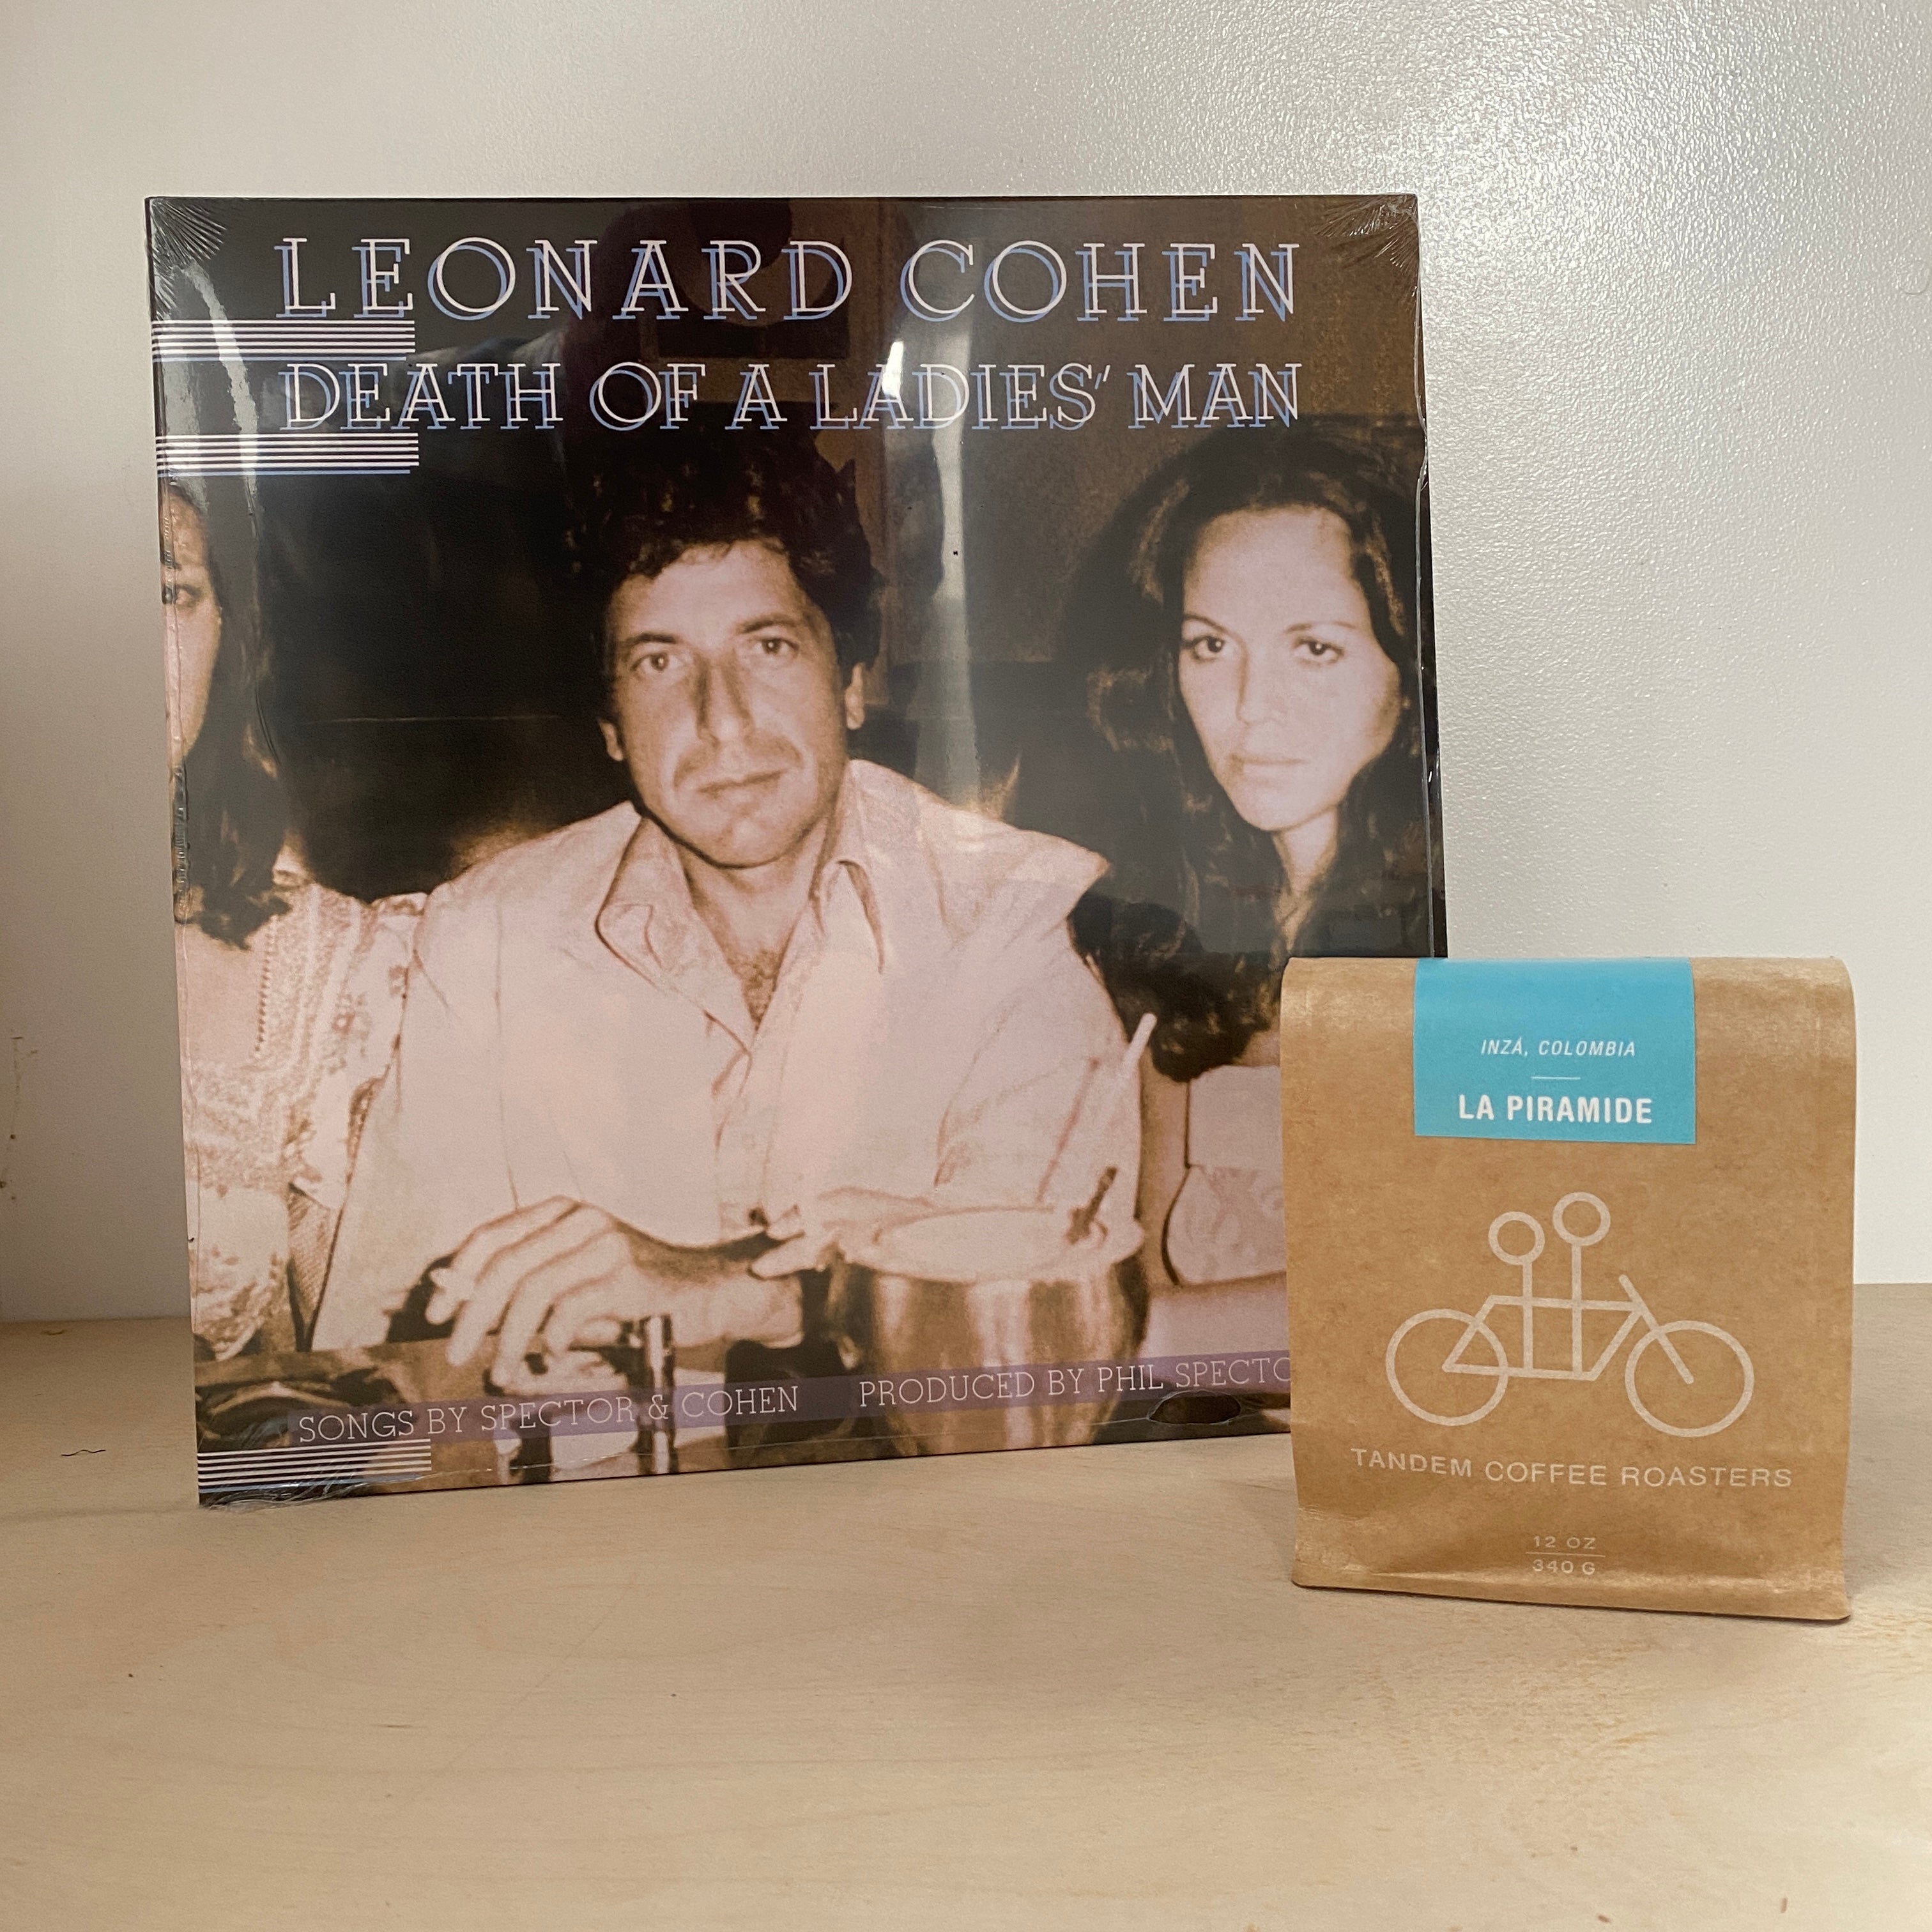 LEONARD COHEN
DEATH OF A LADIES' MAN
SONGS BY SPECTOR & COHEN PRODUCED BY PHIL SPECTO
INZÁ, COLOMBIA
LA PIRAMIDE
TANDEM COFFEE ROASTERS
12 OZ
340 G